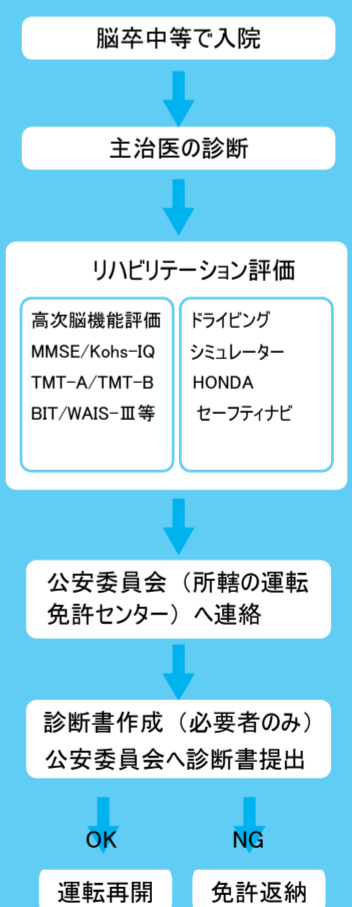 脳卒中等で入院
主治医の診断
リハビリテーション評価
高次脳機能評価
MMSE/Kohs-IQ
TMT-A/TMT-B
BIT/WAIS-Ⅲ等
ドライビング
シミュレーター
HONDA
セーフティナビ
公安委員会（所轄の運転
免許センター）へ連絡
診断書作成（必要者のみ）
公安委員会へ診断書提出
OK
NG
運転再開
免許返納